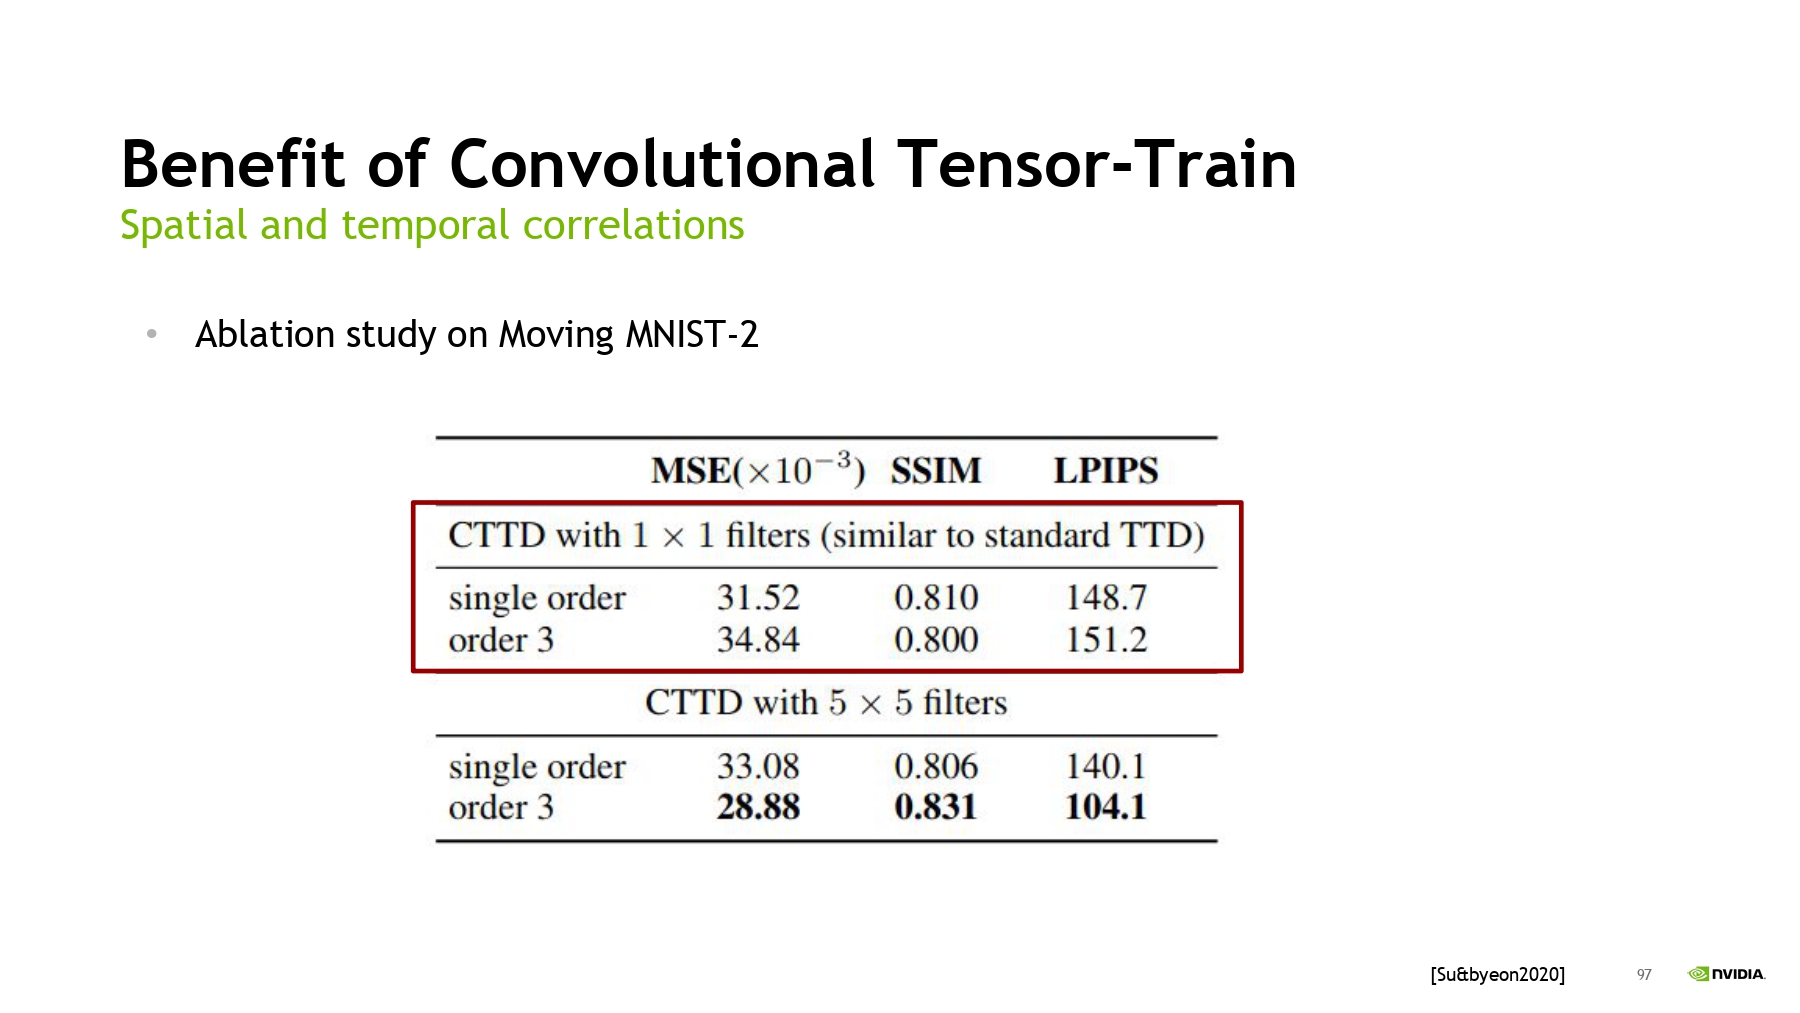 Benefit of Convolutional Tensor-Train
Spatial and temporal correlations
• Ablation study on Moving MNIST-2
MSE(×10⁻³) SSIM LPIPS
CTTD with 1 × 1 filters (similar to standard TTD)
single order 31.52 0.810 148.7
order 3 34.84 0.800 151.2
CTTD with 5 × 5 filters
single order 33.08 0.806 140.1
order 3 28.88 0.831 104.1
[Su&byeon2020] 97 NVIDIA.